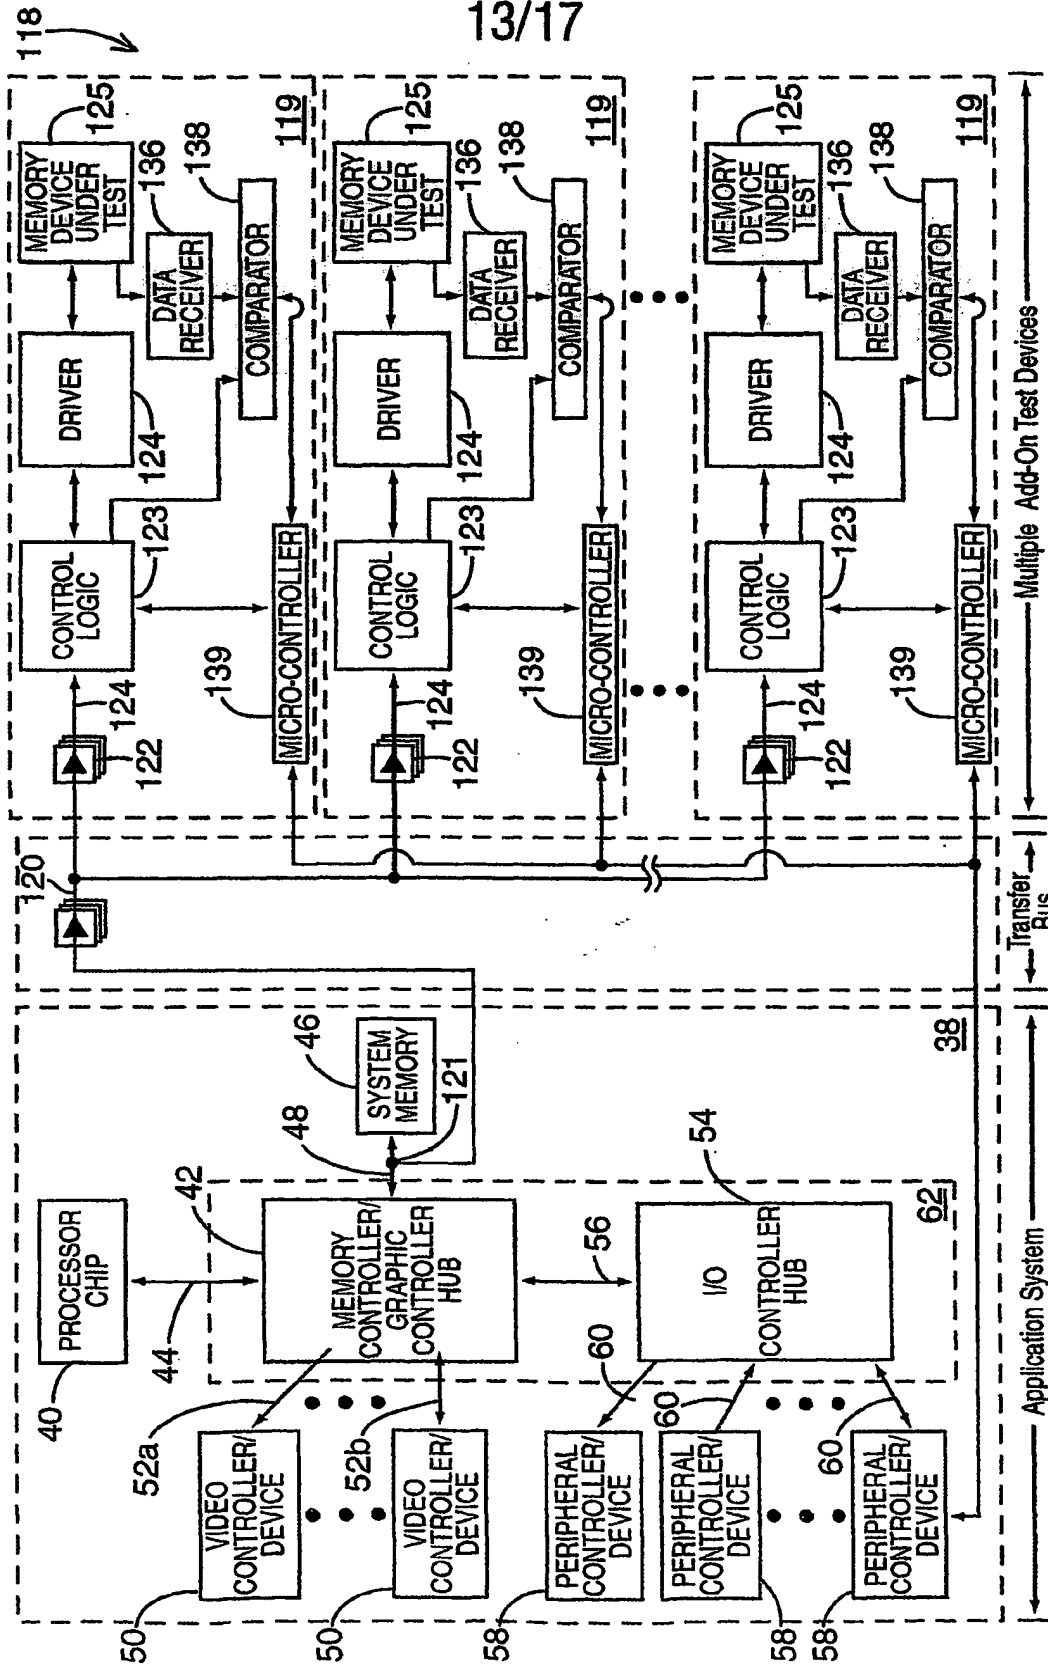 13/17
118
MEMORY
DEVICE
UNDER
TEST
125
136
138
DATA
RECEIVER
COMPARATOR
119
DRIVER
124
CONTROL
LOGIC
123
124
122
139
MICRO-CONTROLLER
MEMORY
DEVICE
UNDER
TEST
125
136
138
DATA
RECEIVER
COMPARATOR
119
DRIVER
124
CONTROL
LOGIC
123
124
122
139
MICRO-CONTROLLER
MEMORY
DEVICE
UNDER
TEST
125
136
138
DATA
RECEIVER
COMPARATOR
119
DRIVER
124
CONTROL
LOGIC
123
124
122
139
MICRO-CONTROLLER
Multiple Add-On Test Devices
120
Transfer
Bus
38
46
SYSTEM
MEMORY
121
48
42
PROCESSOR
CHIP
40
44
MEMORY
CONTROLLER/
GRAPHIC
CONTROLLER
HUB
56
54
I/O
CONTROLLER
HUB
62
52a
52b
60
60
60
VIDEO
CONTROLLER/
DEVICE
50
VIDEO
CONTROLLER/
DEVICE
50
PERIPHERAL
CONTROLLER/
DEVICE
58
PERIPHERAL
CONTROLLER/
DEVICE
58
PERIPHERAL
CONTROLLER/
DEVICE
58
Application System